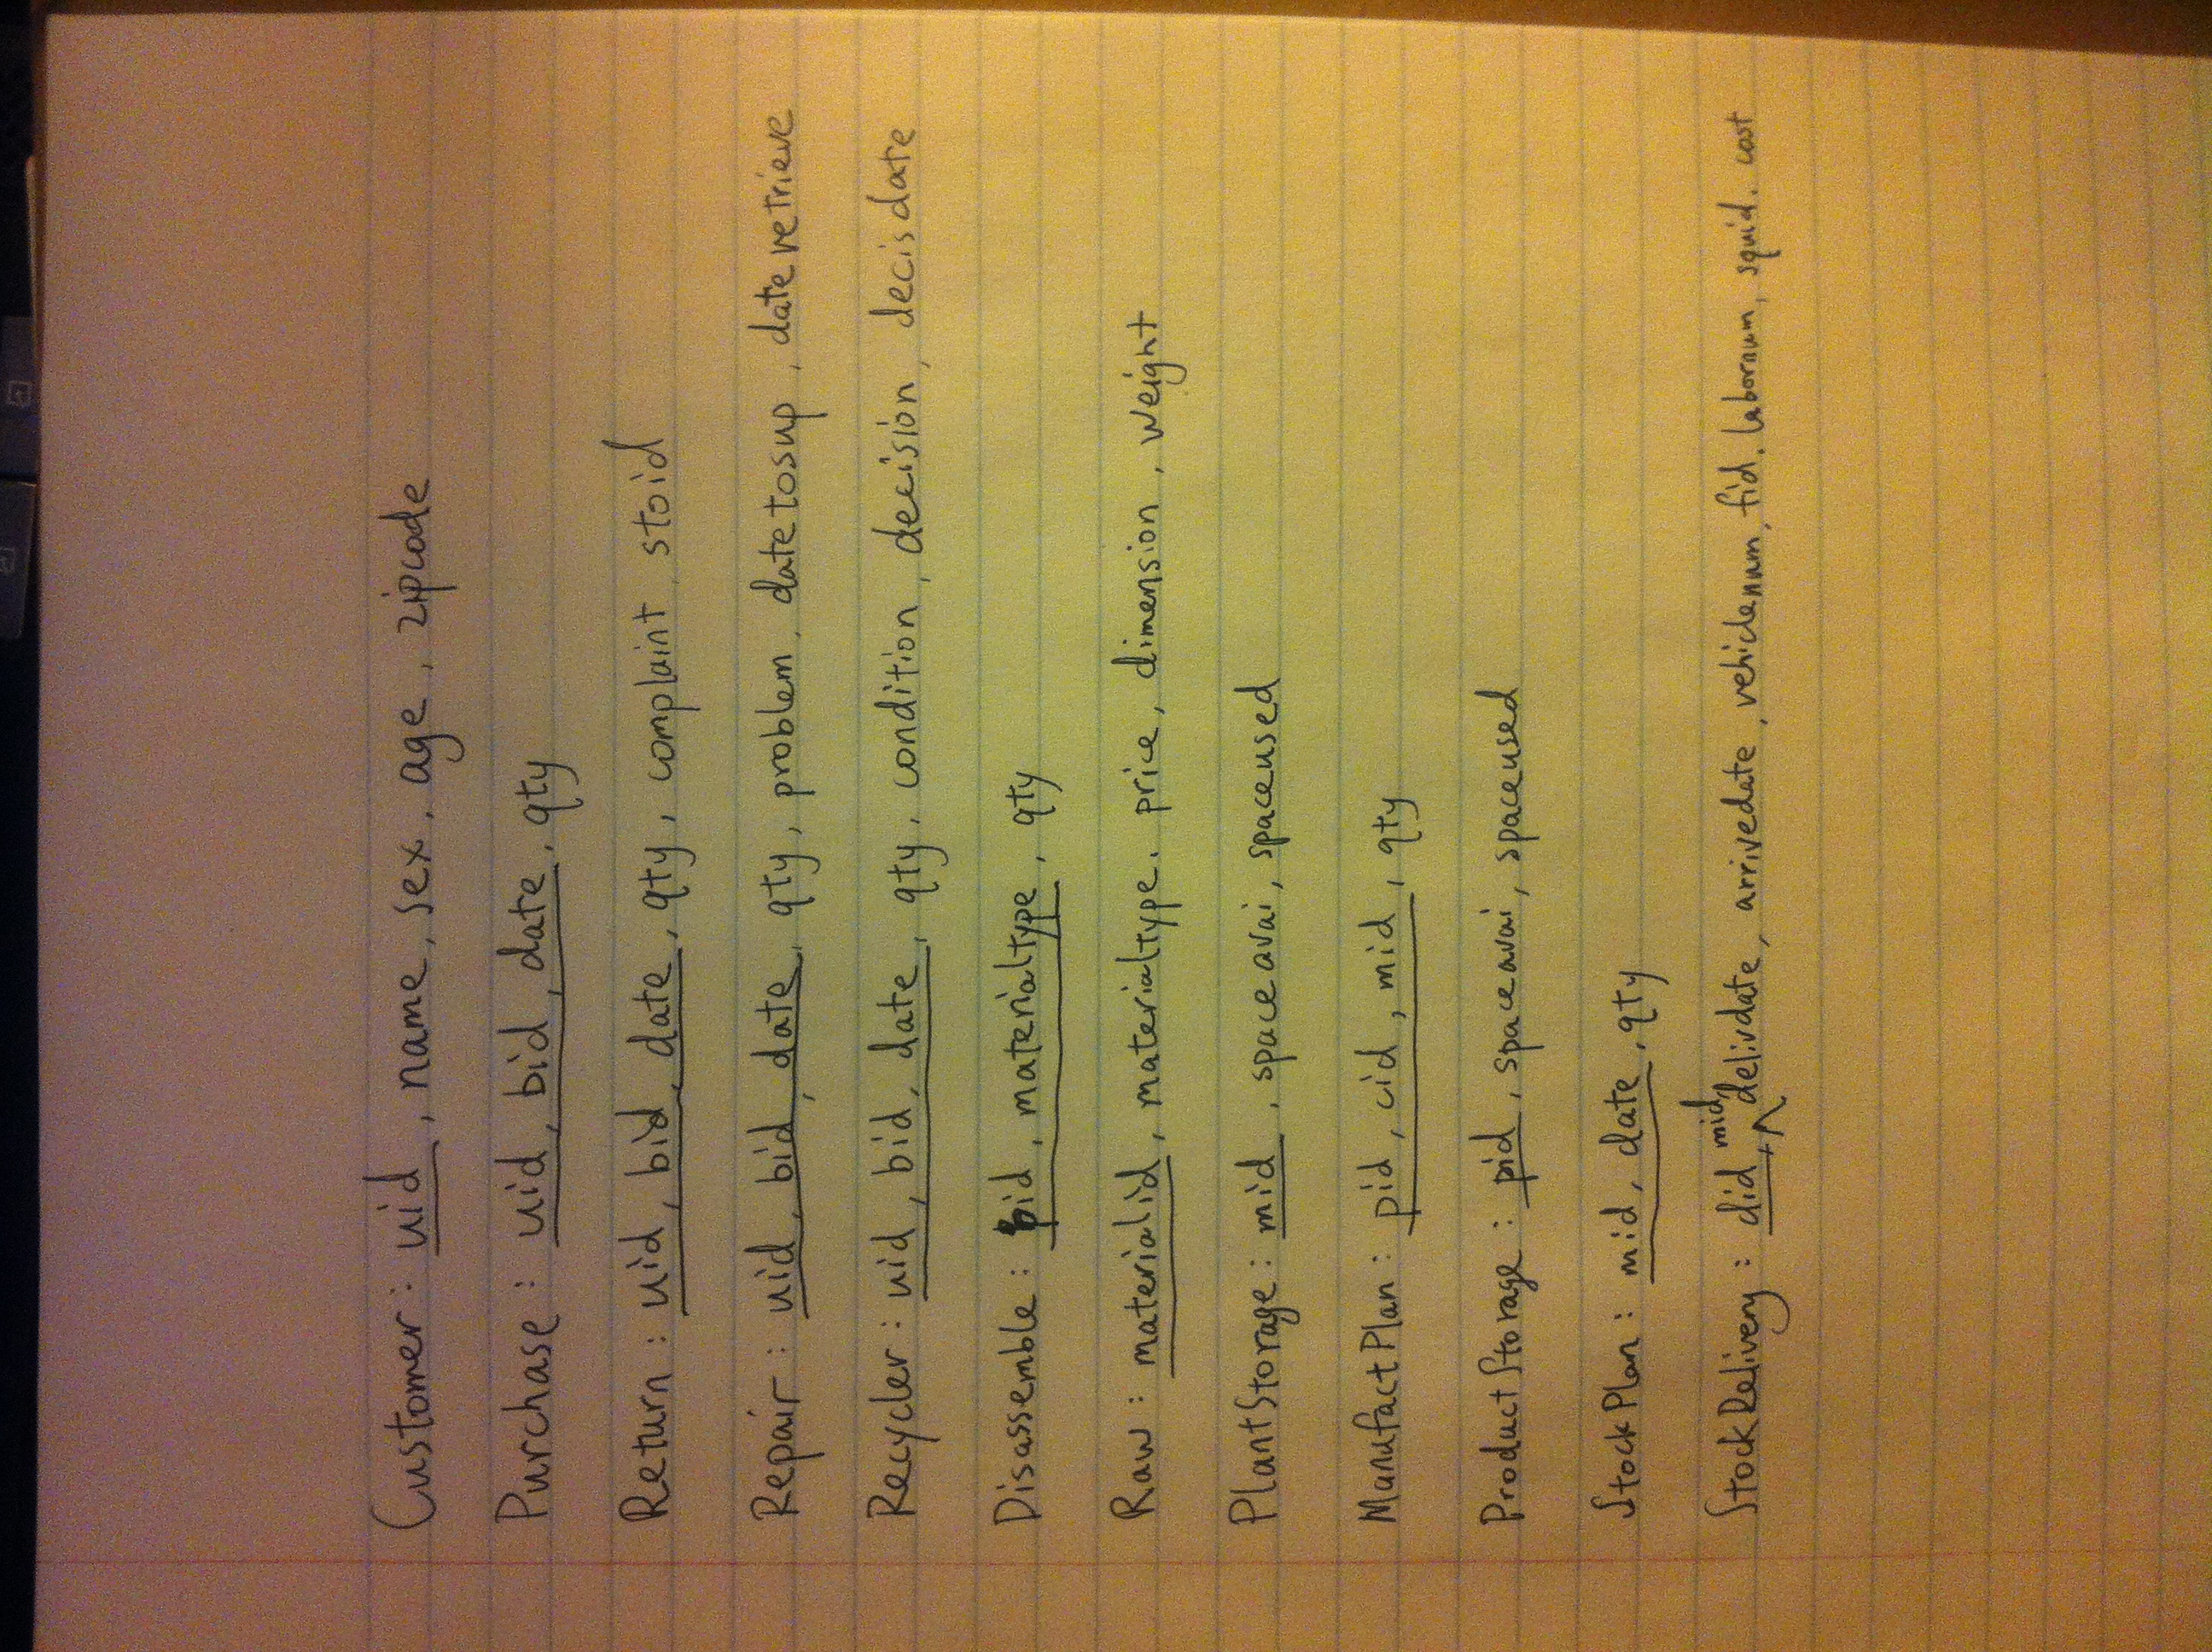 Customer: uid, name, sex, age, zipcode
Purchase: uid, bid, date, qty
Return: uid, bid, date, qty, complaint, stoid
Repair: uid, bid, date, qty, problem, datetosup, dateretrieve
Recycler: uid, bid, date, qty, condition, decision, decisdate
Disassemble: bid, materialtype, qty
Raw: materialid, materialtype, price, dimension, weight
PlantStorage: mid, spaceavai, spaceused
ManufactPlan: pid, cid, mid, qty
ProductStorage: pid, spaceavai, spaceused
StockPlan: mid, date, qty
StockDelivery: did, mid, delivdate, arrivedate, vehiclenum, fid, labornum, squid, cost